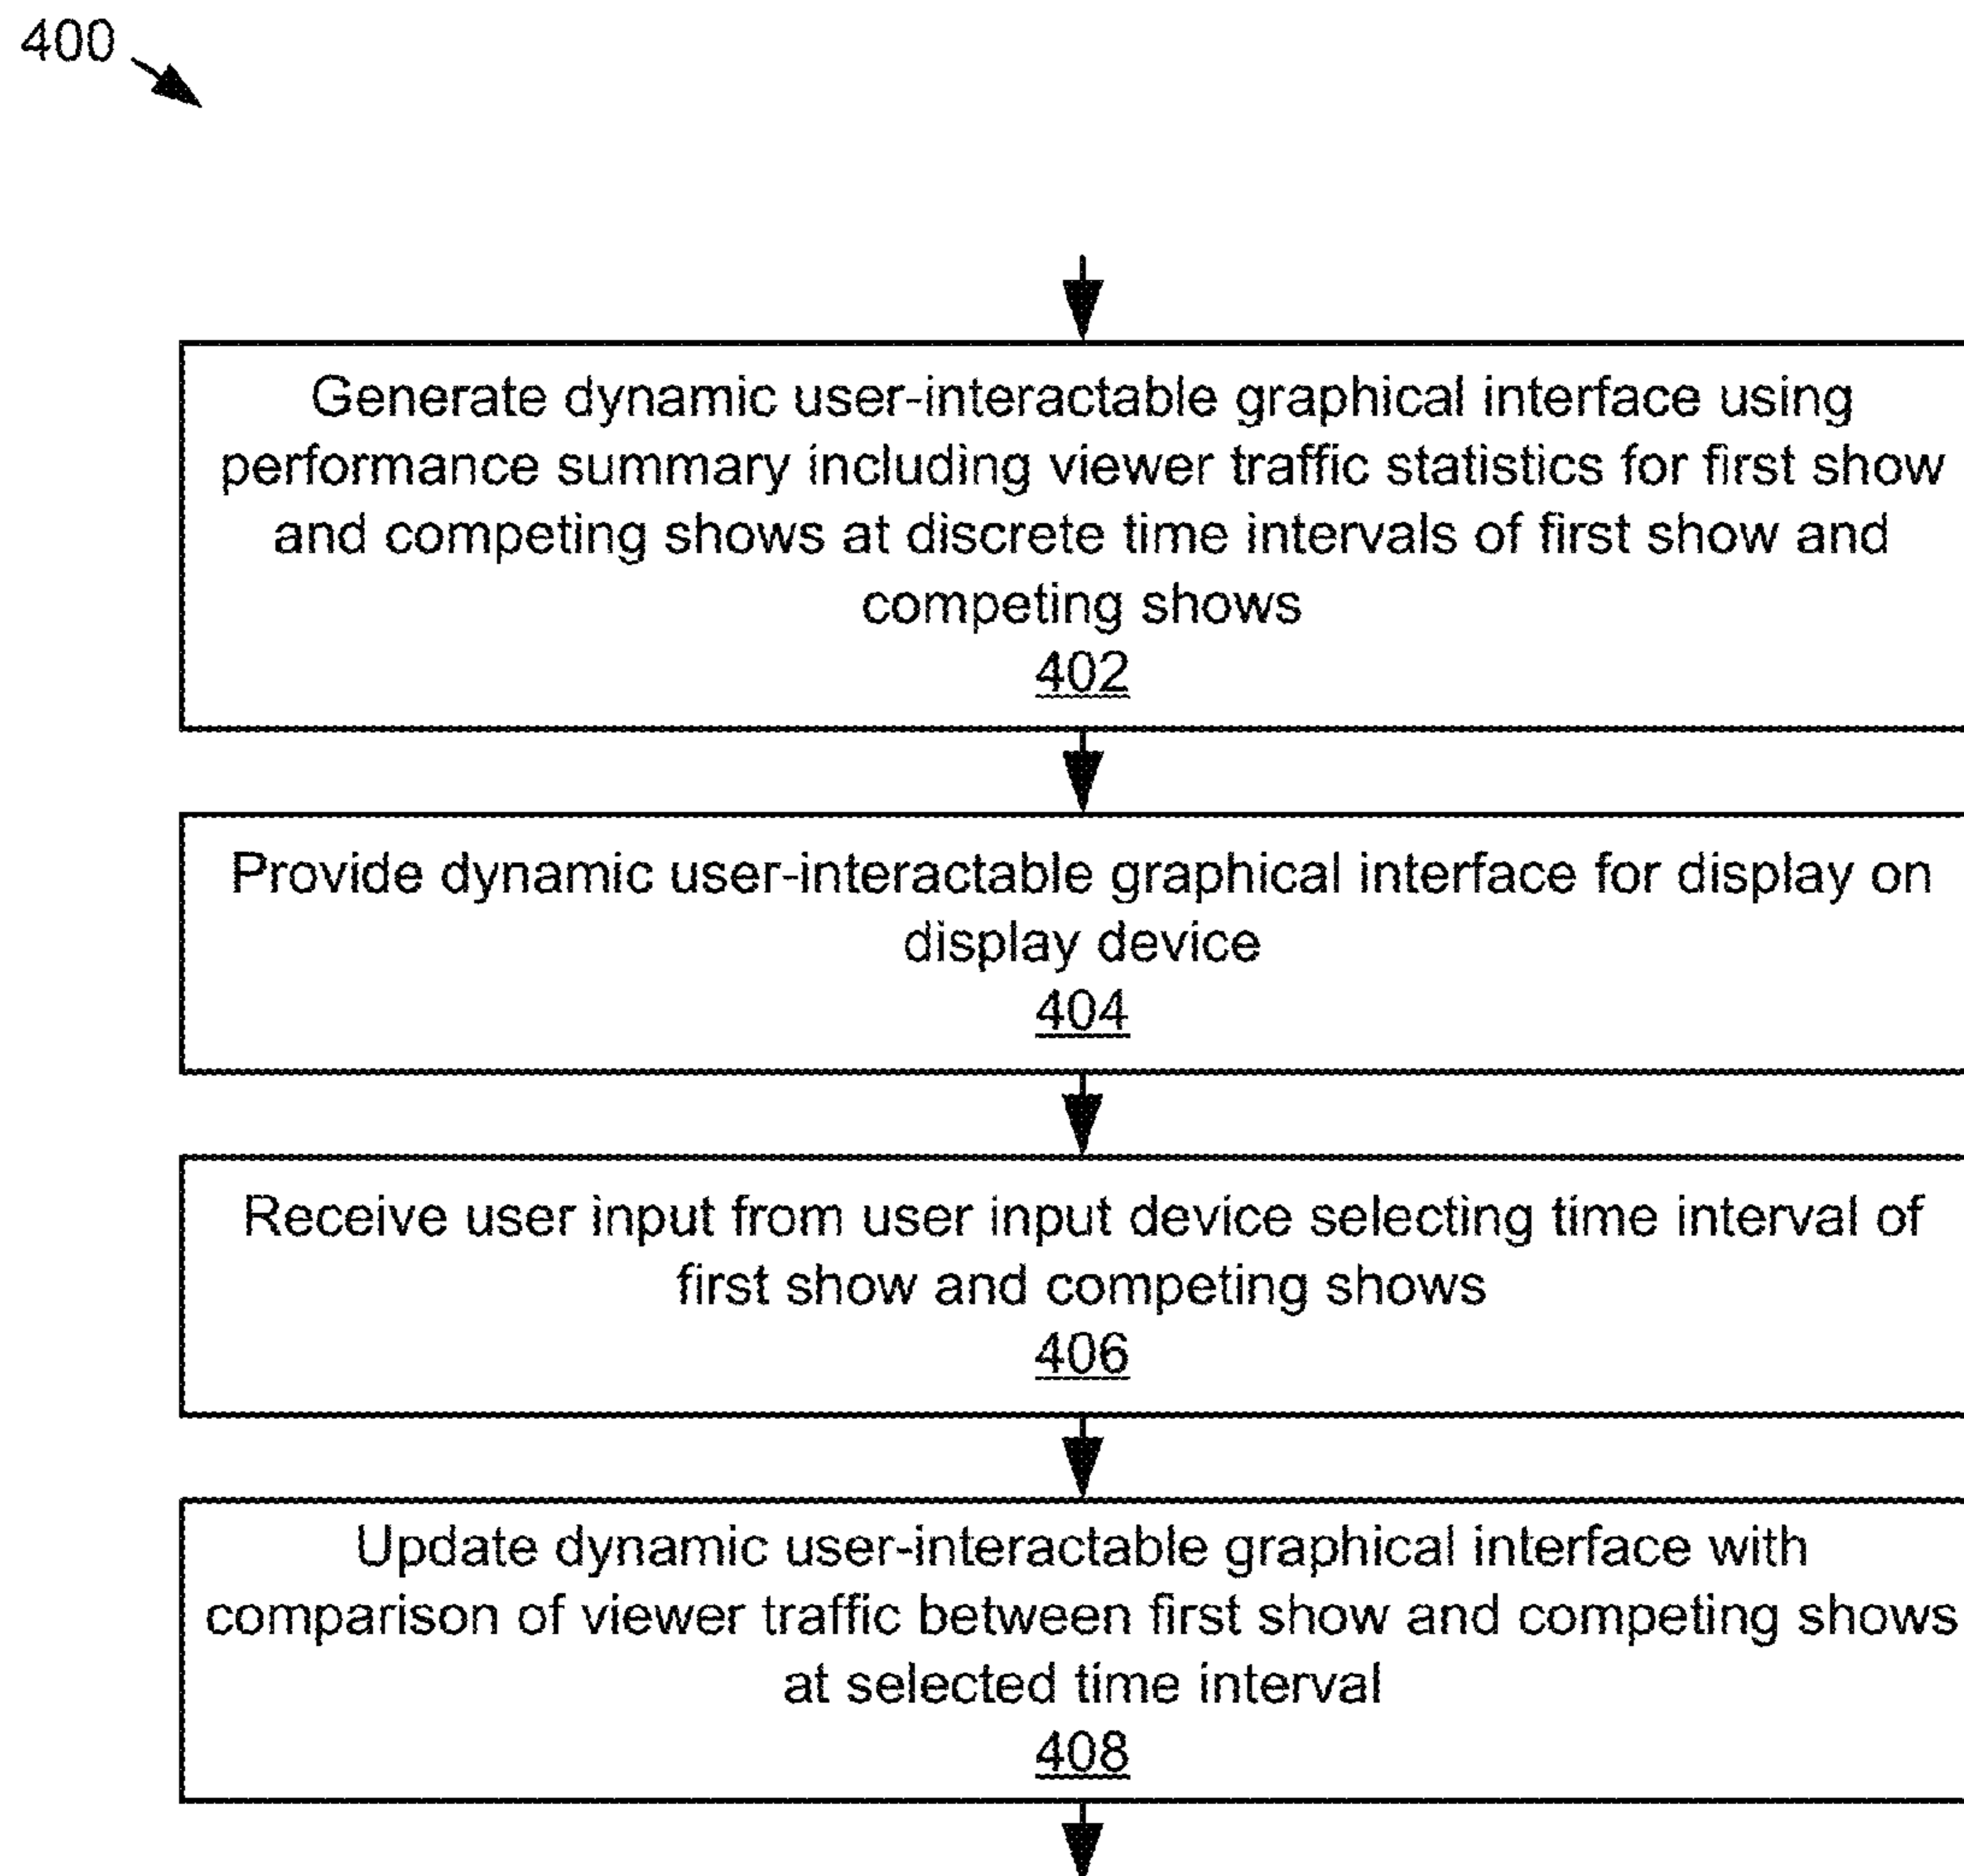 400
Generate dynamic user-interactable graphical interface using
performance summary including viewer traffic statistics for first show
and competing shows at discrete time intervals of first show and
competing shows
402
Provide dynamic user-interactable graphical interface for display on
display device
404
Receive user input from user input device selecting time interval of
first show and competing shows
406
Update dynamic user-interactable graphical interface with
comparison of viewer traffic between first show and competing shows
at selected time interval
408